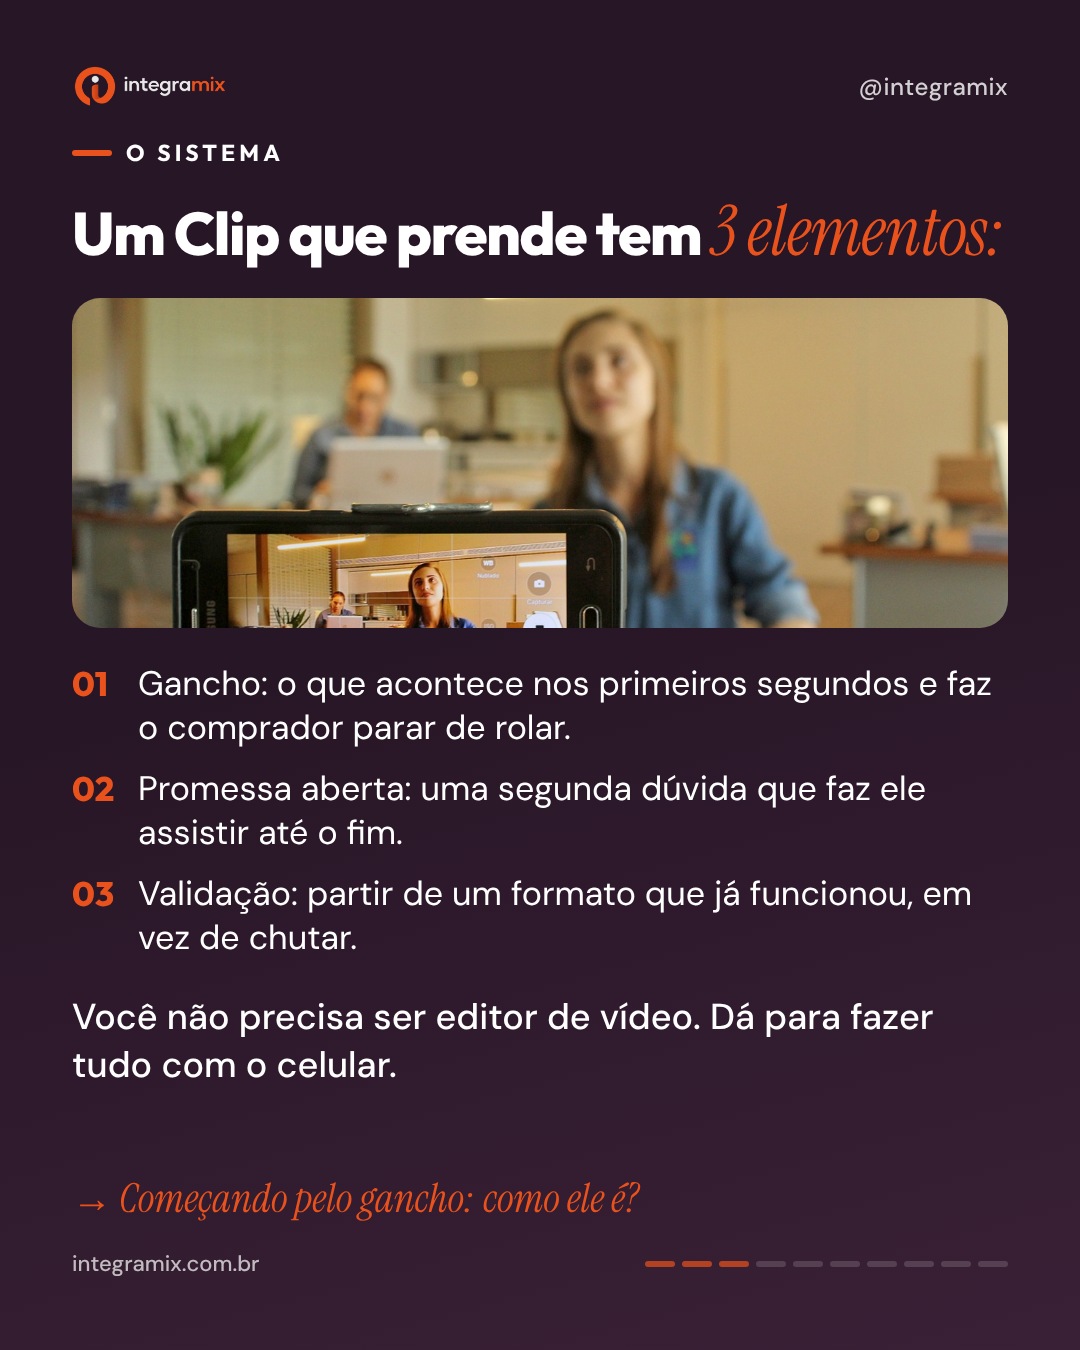 integramix
@integramix
O SISTEMA
Um Clip que prende tem 3 elementos:
WB
Nublado
Capturar
01 Gancho: o que acontece nos primeiros segundos e faz
o comprador parar de rolar.
02 Promessa aberta: uma segunda dúvida que faz ele
assistir até o fim.
03 Validação: partir de um formato que já funcionou, em
vez de chutar.
Você não precisa ser editor de vídeo. Dá para fazer
tudo com o celular.
→ Começando pelo gancho: como ele é?
integramix.com.br